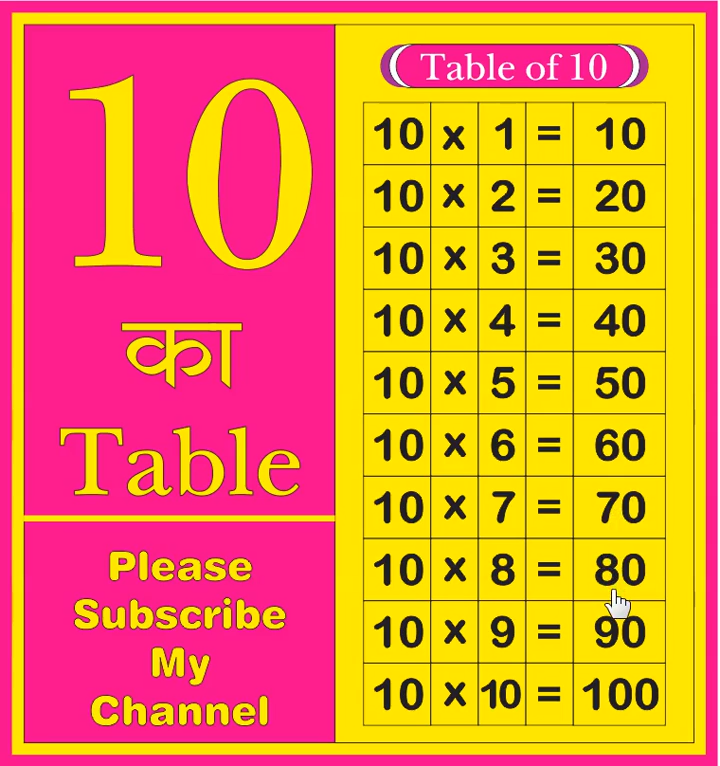 10
का
Table
Please
Subscribe
My
Channel
Table of 10
10 x 1 = 10
10 x 2 = 20
10 x 3 = 30
10 x 4 = 40
10 x 5 = 50
10 x 6 = 60
10 x 7 = 70
10 x 8 = 80
10 x 9 = 90
10 x 10 = 100